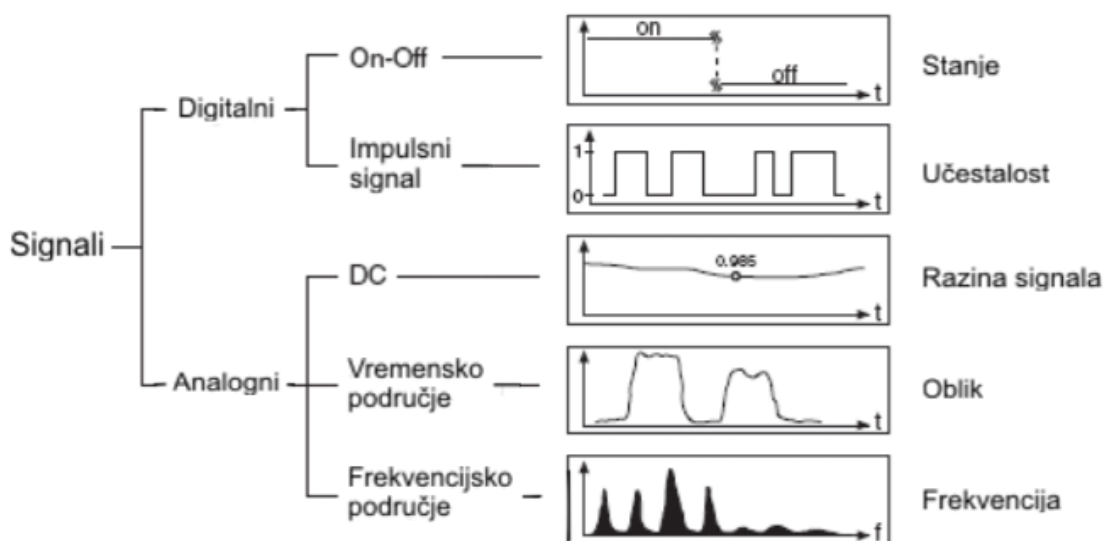 Signali
Digitalni
On-Off
on
off
t
Stanje
Impulsni
signal
1
0
t
Učestalost
Analogni
DC
0.985
t
Razina signala
Vremensko
područje
t
Oblik
Frekvencijsko
područje
f
Frekvencija